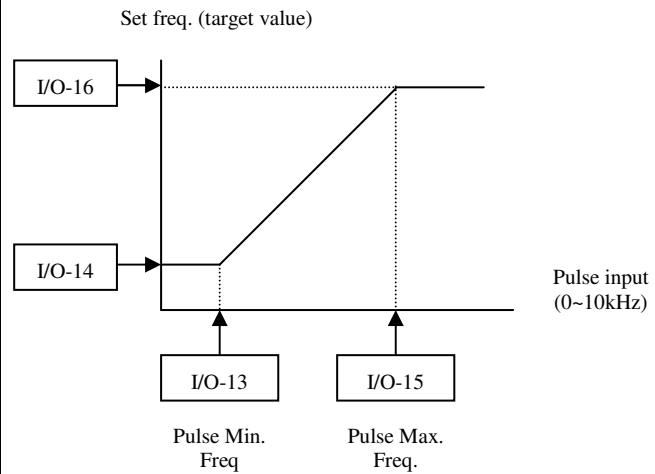 Set freq. (target value)
I/O-16
I/O-14
Pulse input
(0~10kHz)
I/O-13
I/O-15
Pulse Min.
Freq
Pulse Max.
Freq.